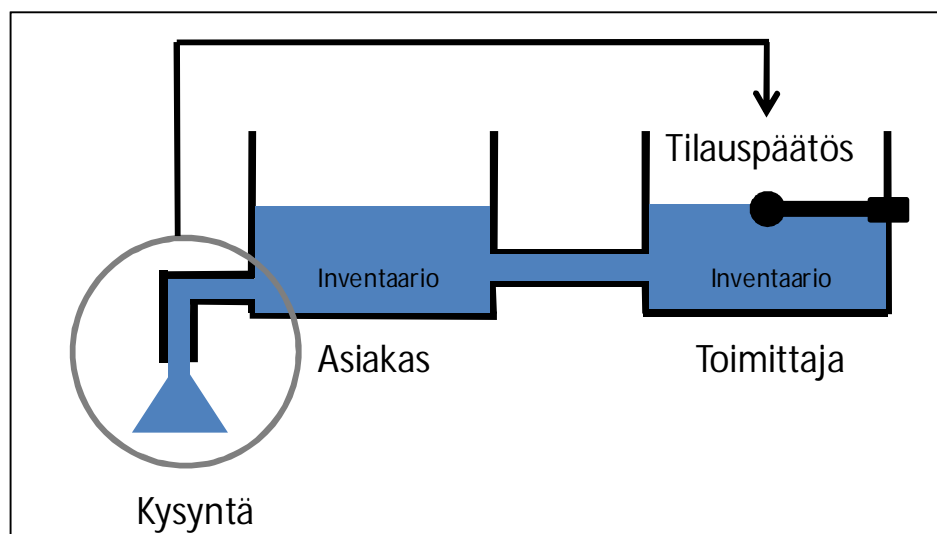 Tilauspäätös
Inventaario
Inventaario
Asiakas
Toimittaja
Kysyntä